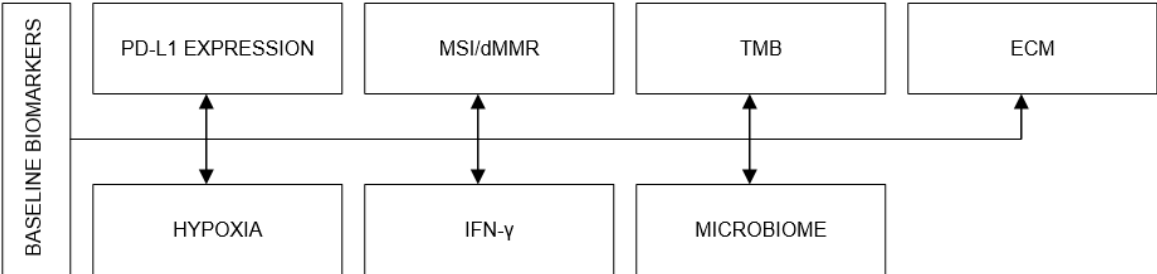 BASELINE BIOMARKERS
PD-L1 EXPRESSION
MSI/dMMR
TMB
ECM
HYPOXIA
IFN-γ
MICROBIOME